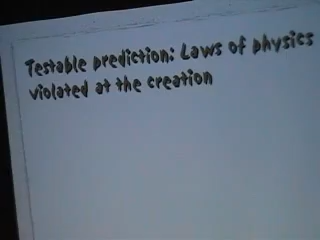 Testable prediction: Laws of physics
violated at the creation